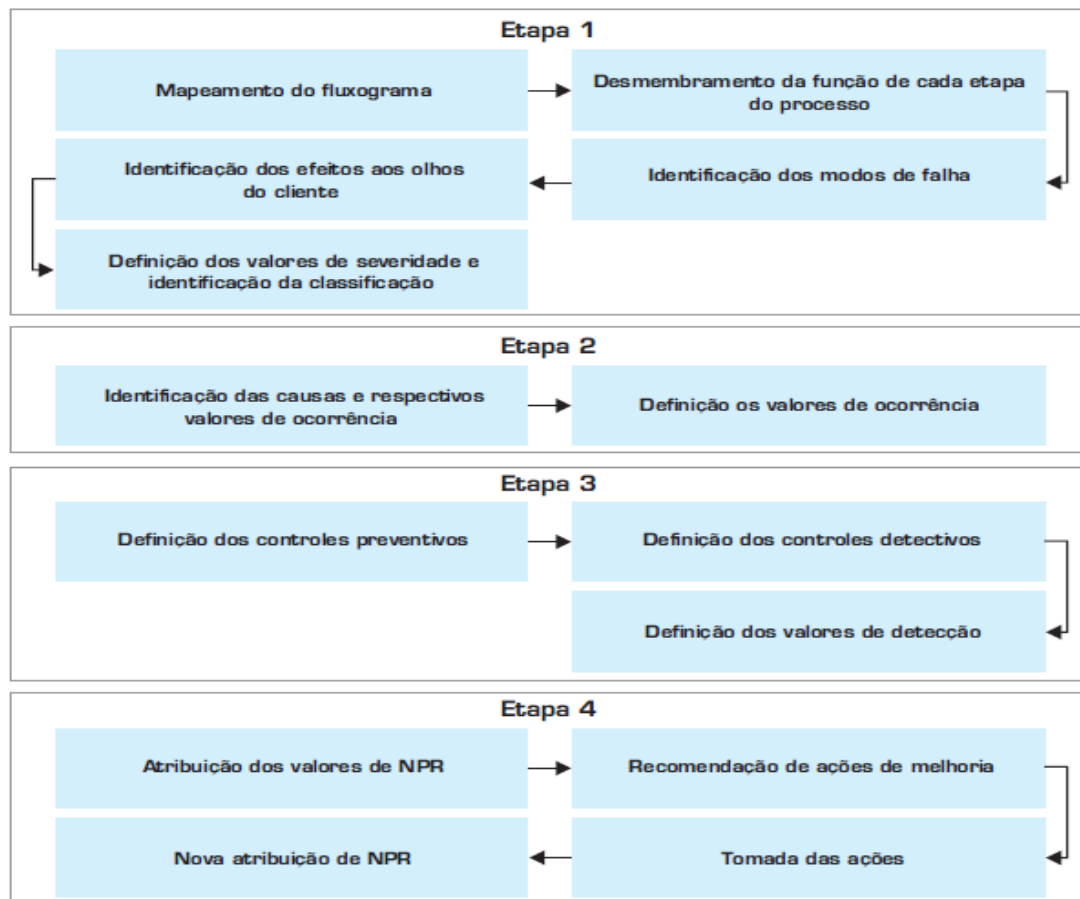 Etapa 1
Mapeamento do fluxograma
Desmembramento da função de cada etapa
do processo
Identificação dos modos de falha
Identificação dos efeitos aos olhos
do cliente
Definição dos valores de severidade e
identificação da classificação
Etapa 2
Identificação das causas e respectivos
valores de ocorrência
Definição os valores de ocorrência
Etapa 3
Definição dos controles preventivos
Definição dos controles detectivos
Definição dos valores de detecção
Etapa 4
Atribuição dos valores de NPR
Recomendação de ações de melhoria
Tomada das ações
Nova atribuição de NPR